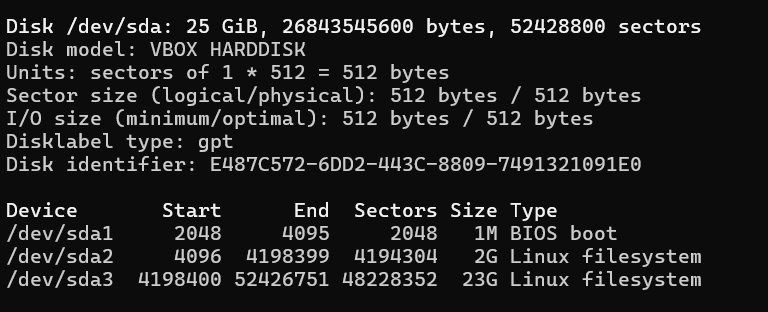 Disk /dev/sda: 25 GiB, 26843545600 bytes, 52428800 sectors
Disk model: VBOX HARDDISK
Units: sectors of 1 * 512 = 512 bytes
Sector size (logical/physical): 512 bytes / 512 bytes
I/O size (minimum/optimal): 512 bytes / 512 bytes
Disklabel type: gpt
Disk identifier: E487C572-6DD2-443C-8809-7491321091E0

Device       Start      End  Sectors Size Type
/dev/sda1     2048     4095     2048   1M BIOS boot
/dev/sda2     4096  4198399  4194304   2G Linux filesystem
/dev/sda3  4198400 52426751 48228352  23G Linux filesystem